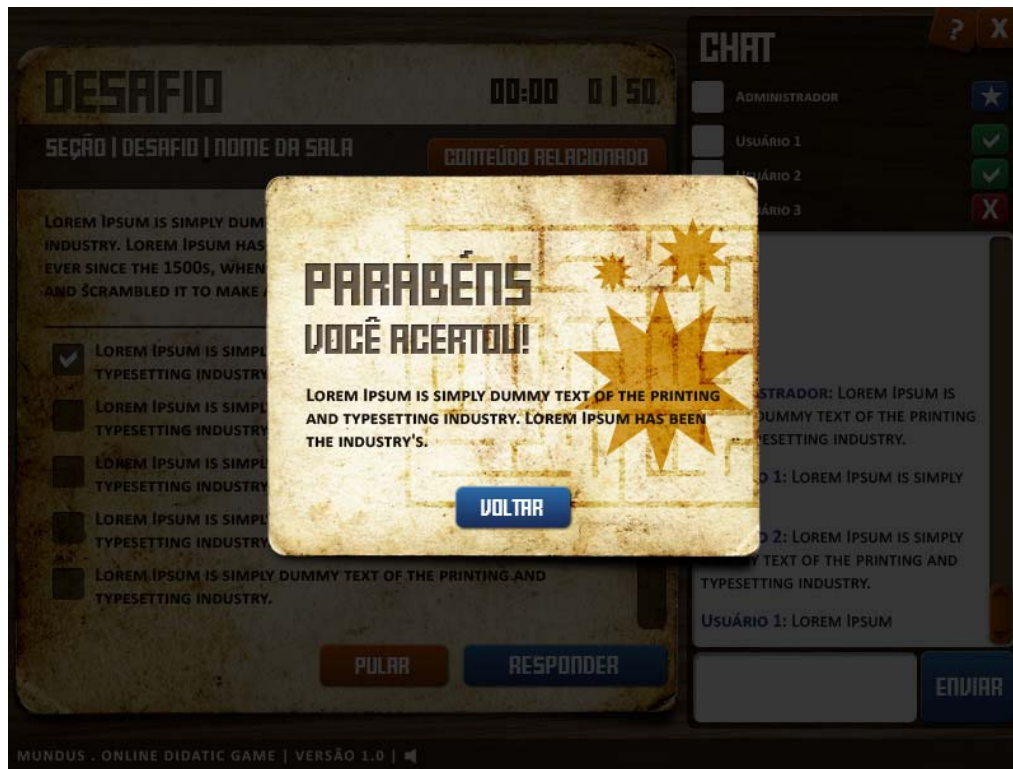 DESAFIO
00:00 0 | 50
SEÇÃO | DESAFIO | NOME DA SALA
CONTEÚDO RELACIONADO
LOREM IPSUM IS SIMPLY DUM
INDUSTRY. LOREM IPSUM HAS
EVER SINCE THE 1500S, WHEN
AND SCRAMBLED IT TO MAKE
LOREM IPSUM IS SIMPL
TYPESETTING INDUSTRY
LOREM IPSUM IS SIMPL
TYPESETTING INDUSTRY
LOREM IPSUM IS SIMPL
TYPESETTING INDUSTRY
LOREM IPSUM IS SIMPL
TYPESETTING INDUSTRY
LOREM IPSUM IS SIMPLY DUMMY TEXT OF THE PRINTING AND
TYPESETTING INDUSTRY.
PULAR
RESPONDER
PARABÉNS
VOCÊ ACERTOU!
LOREM IPSUM IS SIMPLY DUMMY TEXT OF THE PRINTING
AND TYPESETTING INDUSTRY. LOREM IPSUM HAS BEEN
THE INDUSTRY'S.
VOLTAR
CHAT
? X
ADMINISTRADOR
USUÁRIO 1
USUÁRIO 2
UÁRIO 3
X
STRADOR: LOREM IPSUM IS
DUMMY TEXT OF THE PRINTING
PESETTING INDUSTRY.
O 1: LOREM IPSUM IS SIMPLY
O 2: LOREM IPSUM IS SIMPLY
Y TEXT OF THE PRINTING AND
TYPESETTING INDUSTRY.
USUÁRIO 1: LOREM IPSUM
ENVIAR
MUNDUS . ONLINE DIDATIC GAME | VERSÃO 1.0 |